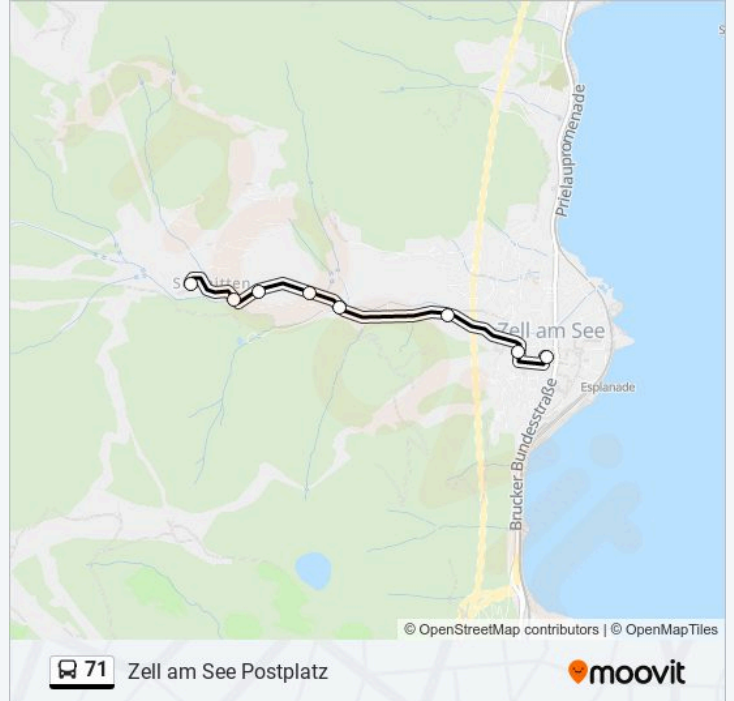 Prielaupromenade
Zell am See
Esplanade
Brucker Bundesstraße
© OpenStreetMap contributors | © OpenMapTiles
71 Zell am See Postplatz
moovit